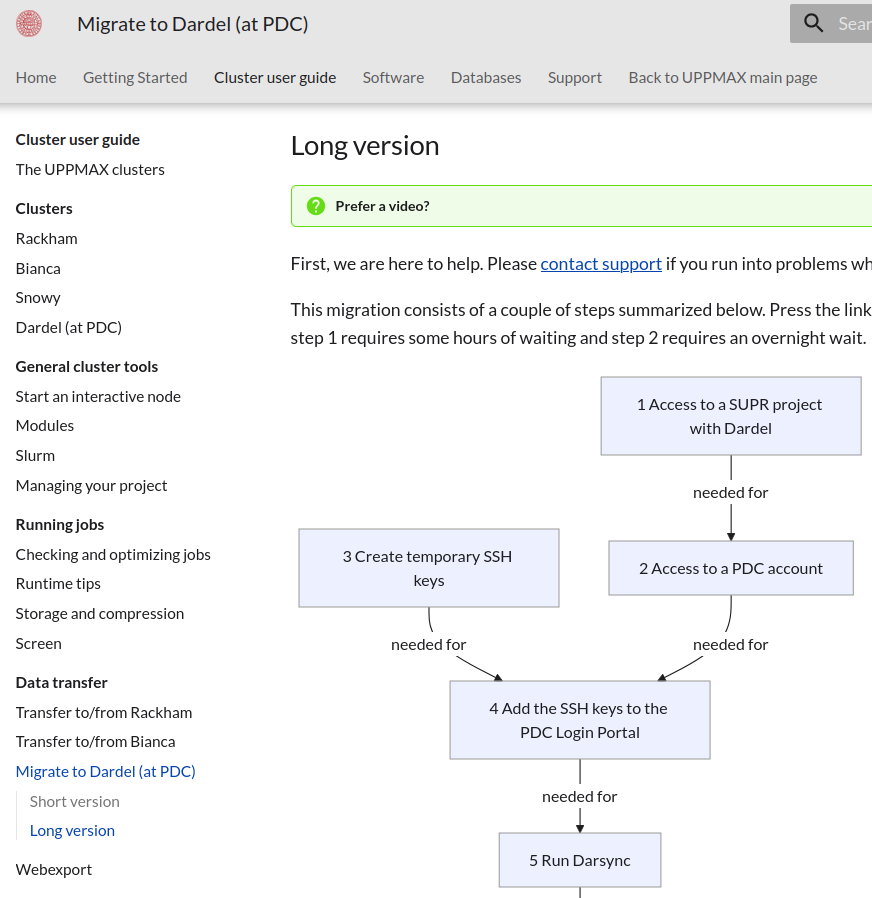 Migrate to Dardel (at PDC)
Sear
Home Getting Started Cluster user guide Software Databases Support Back to UPPMAX main page
Cluster user guide
The UPPMAX clusters
Clusters
Rackham
Bianca
Snowy
Dardel (at PDC)
General cluster tools
Start an interactive node
Modules
Slurm
Managing your project
Running jobs
Checking and optimizing jobs
Runtime tips
Storage and compression
Screen
Data transfer
Transfer to/from Rackham
Transfer to/from Bianca
Migrate to Dardel (at PDC)
Short version
Long version
Webexport
Long version
Prefer a video?
First, we are here to help. Please contact support if you run into problems wh
This migration consists of a couple of steps summarized below. Press the link
step 1 requires some hours of waiting and step 2 requires an overnight wait.
1 Access to a SUPR project
with Dardel
needed for
3 Create temporary SSH
keys
2 Access to a PDC account
needed for
needed for
4 Add the SSH keys to the
PDC Login Portal
needed for
5 Run Darsync